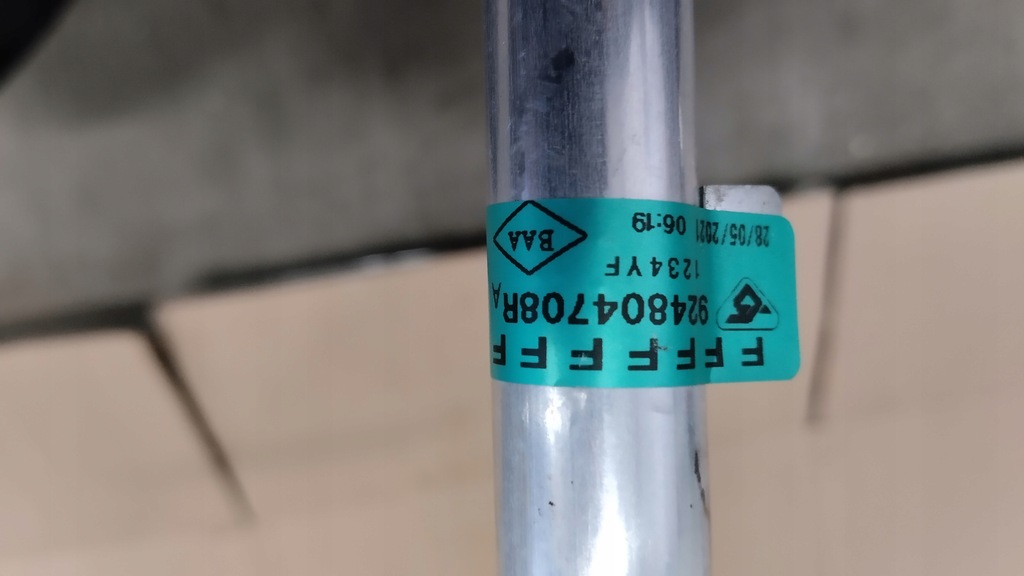 F F F F F F F
924804708R A
1234YF
28/05/2021 06:19
BAA